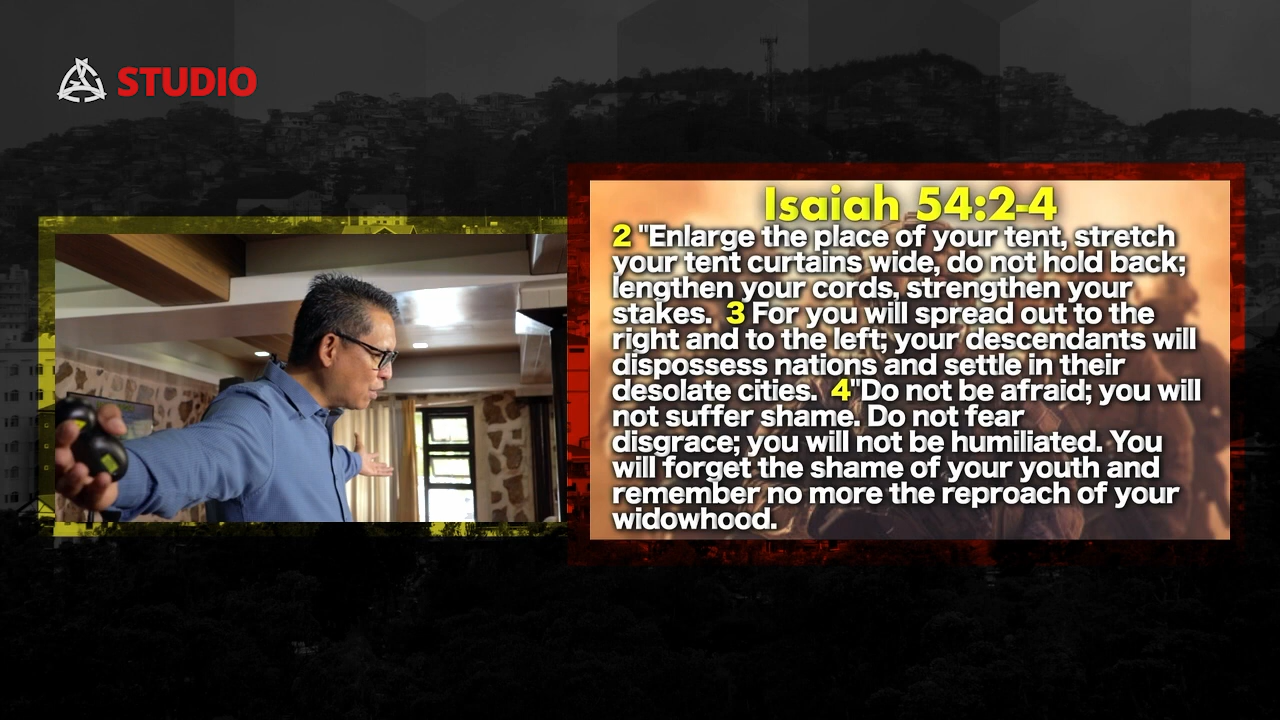 STUDIO
Isaiah 54:2-4
2 "Enlarge the place of your tent, stretch
your tent curtains wide, do not hold back;
lengthen your cords, strengthen your
stakes. 3 For you will spread out to the
right and to the left; your descendants will
dispossess nations and settle in their
desolate cities. 4"Do not be afraid; you will
not suffer shame. Do not fear
disgrace; you will not be humiliated. You
will forget the shame of your youth and
remember no more the reproach of your
widowhood.